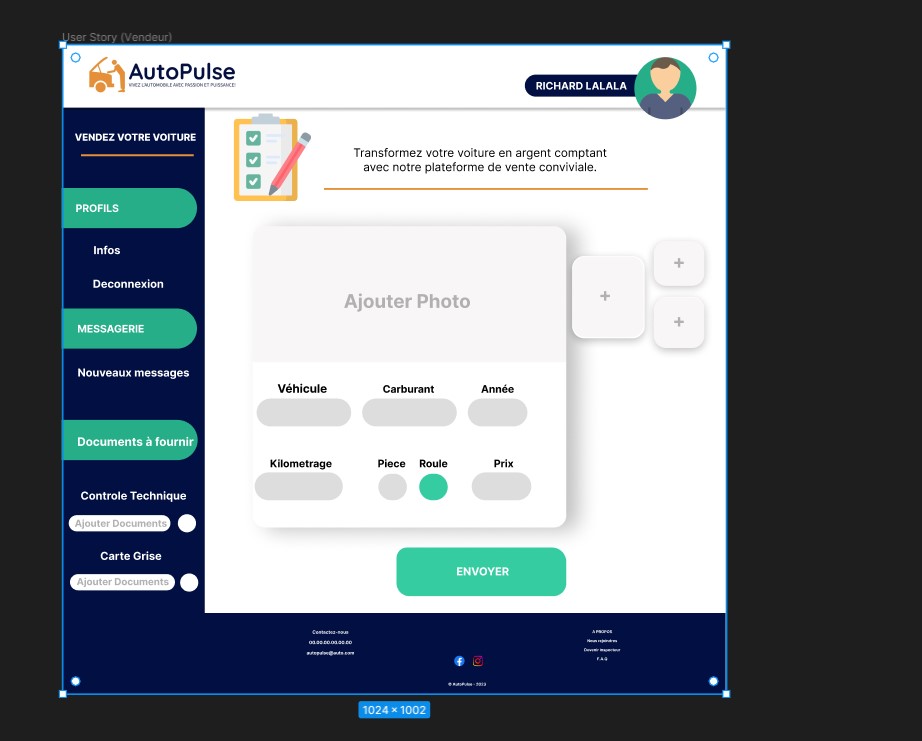 User Story (Vendeur)
AutoPulse
VIVEZ L'AUTOMOBILE AVEC PASSION ET PUISSANCE!
RICHARD LALALA
VENDEZ VOTRE VOITURE
PROFILS
Infos
Deconnexion
MESSAGERIE
Nouveaux messages
Documents à fournir
Controle Technique
Ajouter Documents
Carte Grise
Ajouter Documents
Transformez votre voiture en argent comptant
avec notre plateforme de vente conviviale.
Ajouter Photo
+
+
+
Véhicule
Carburant
Année
Kilometrage
Piece
Roule
Prix
ENVOYER
Contactez-nous
00.00.00.00.00.00
autopulse@auto.com
© AutoPulse - 2023
A PROPOS
Nous rejoindres
Devenir inspecteur
F.A.Q
1024 × 1002